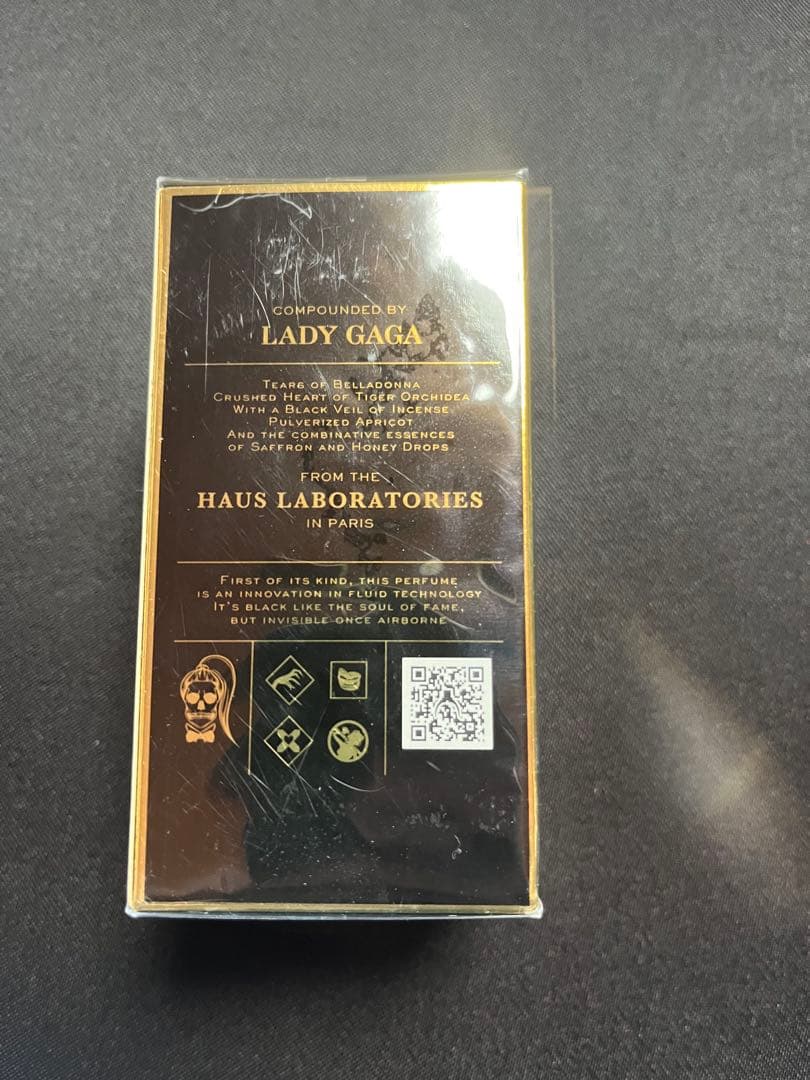 COMPOUNDED BY
LADY GAGA
TEARS OF BELLADONNA
CRUSHED HEART OF TIGER ORCHIDEA
WITH A BLACK VEIL OF INCENSE
PULVERIZED APRICOT
AND THE COMBINATIVE ESSENCES
OF SAFFRON AND HONEY DROPS
FROM THE
HAUS LABORATORIES
IN PARIS
FIRST OF ITS KIND, THIS PERFUME
IS AN INNOVATION IN FLUID TECHNOLOGY
IT'S BLACK LIKE THE SOUL OF FAME,
BUT INVISIBLE ONCE AIRBORNE